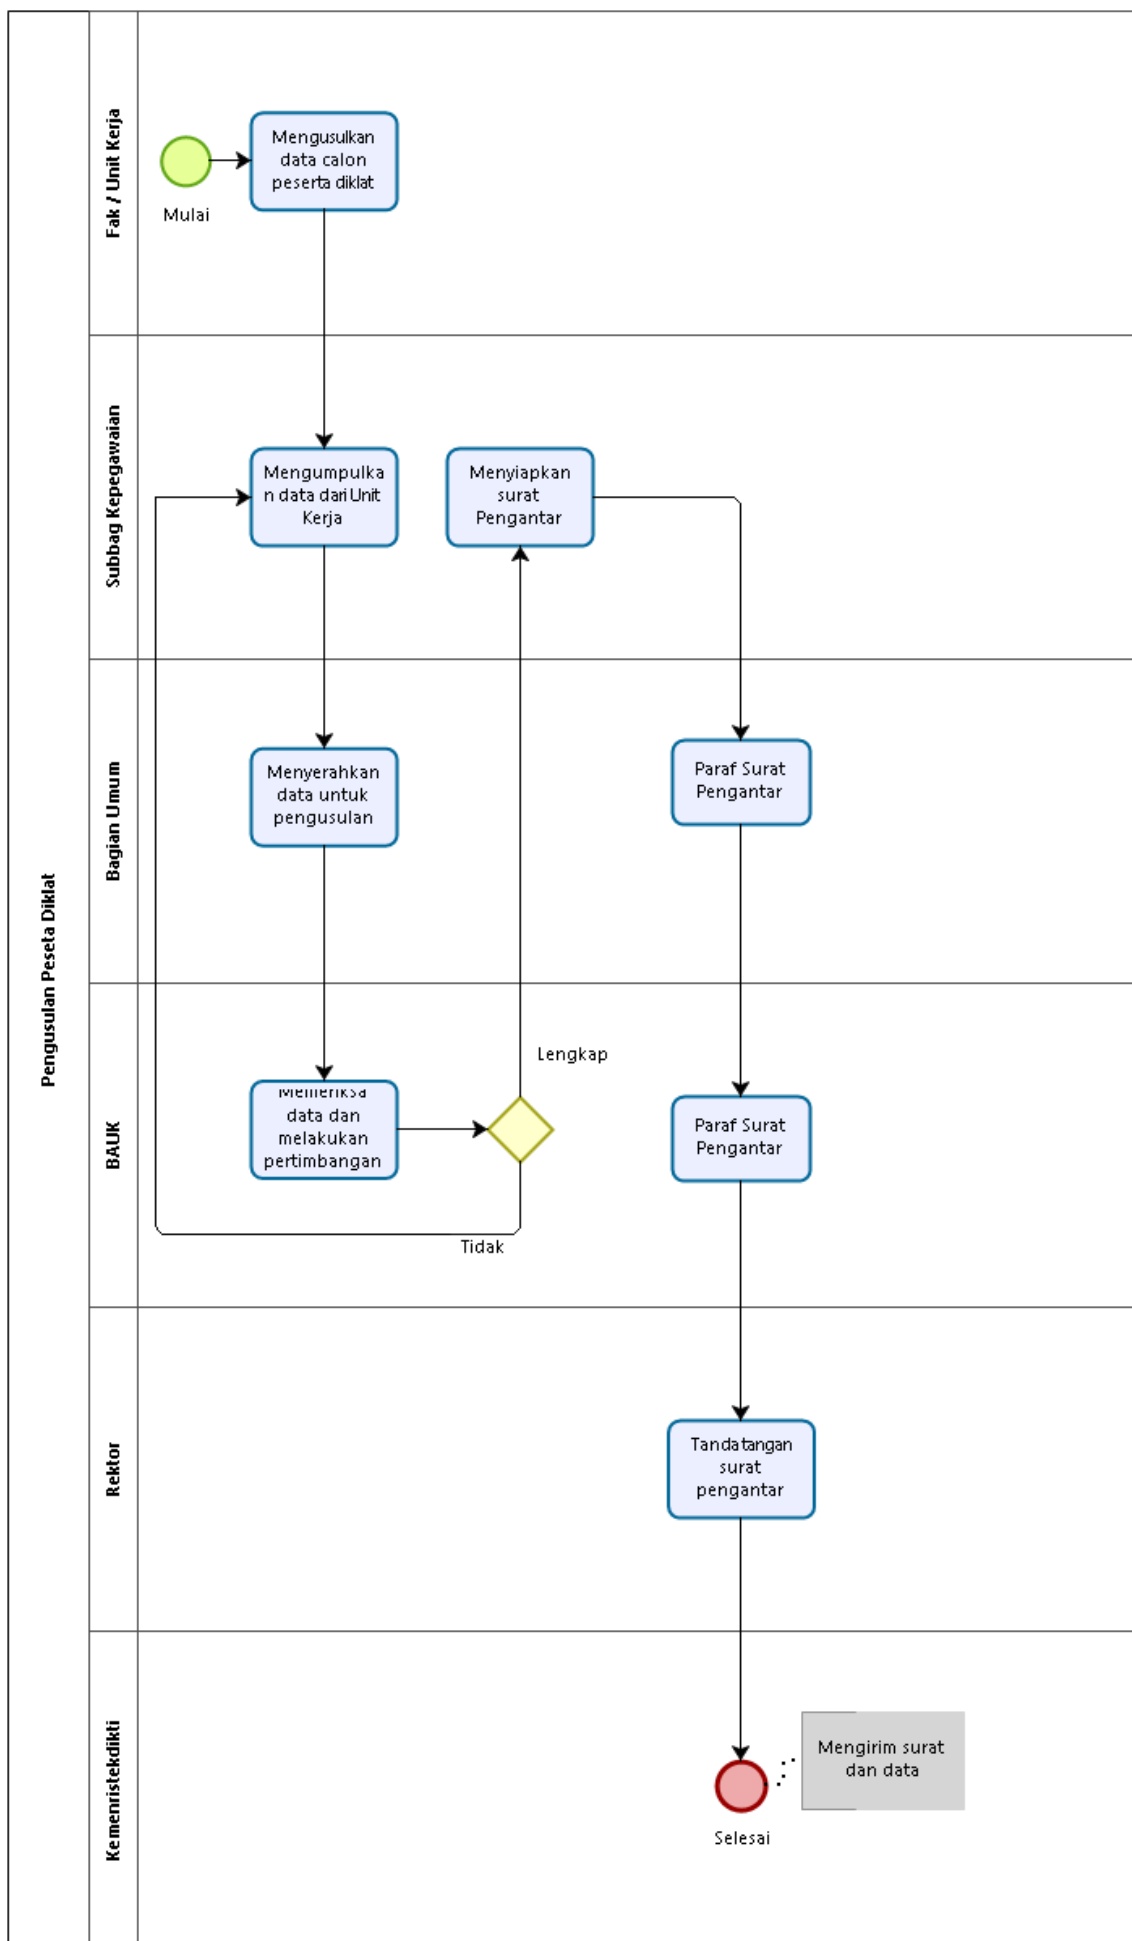 Pengusulan Peseta Diklat
Fak / Unit Kerja
Mulai
Mengusulkan
data calon
peserta diklat
Subbag Kepegawaian
Mengumpulka
n data dari Unit
Kerja
Menyiapkan
surat
Pengantar
Bagian Umum
Menyerahkan
data untuk
pengusulan
Paraf Surat
Pengantar
BAUK
Memeriksa
data dan
melakukan
pertimbangan
Lengkap
Tidak
Paraf Surat
Pengantar
Rektor
Tandatangan
surat
pengantar
Kemenristekdikti
Selesai
Mengirim surat
dan data